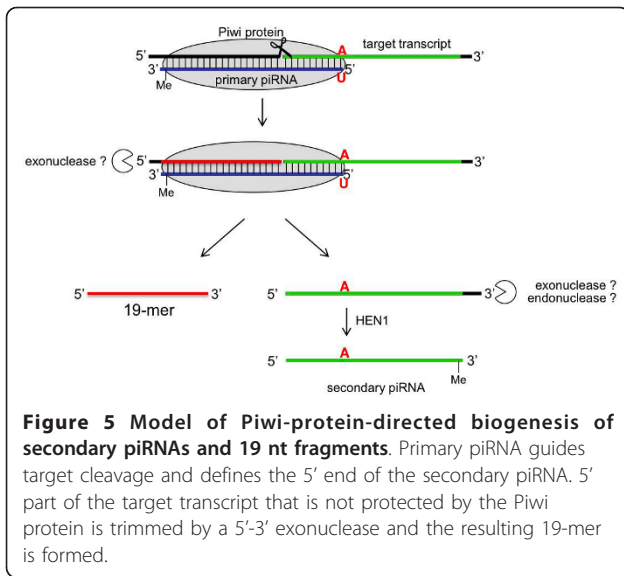 Piwi protein
target transcript
5’ A 3’
3’ primary piRNA 5’
Me U
exonuclease ? 5’ A 3’
3’ 5’
Me U
5’ 3’ 5’ A 3’ exonuclease ?
19-mer endonuclease ?
HEN1
5’ A 3’
Me
secondary piRNA
Figure 5 Model of Piwi-protein-directed biogenesis of
secondary piRNAs and 19 nt fragments. Primary piRNA guides
target cleavage and defines the 5’ end of the secondary piRNA. 5’
part of the target transcript that is not protected by the Piwi
protein is trimmed by a 5’-3’ exonuclease and the resulting 19-mer
is formed.